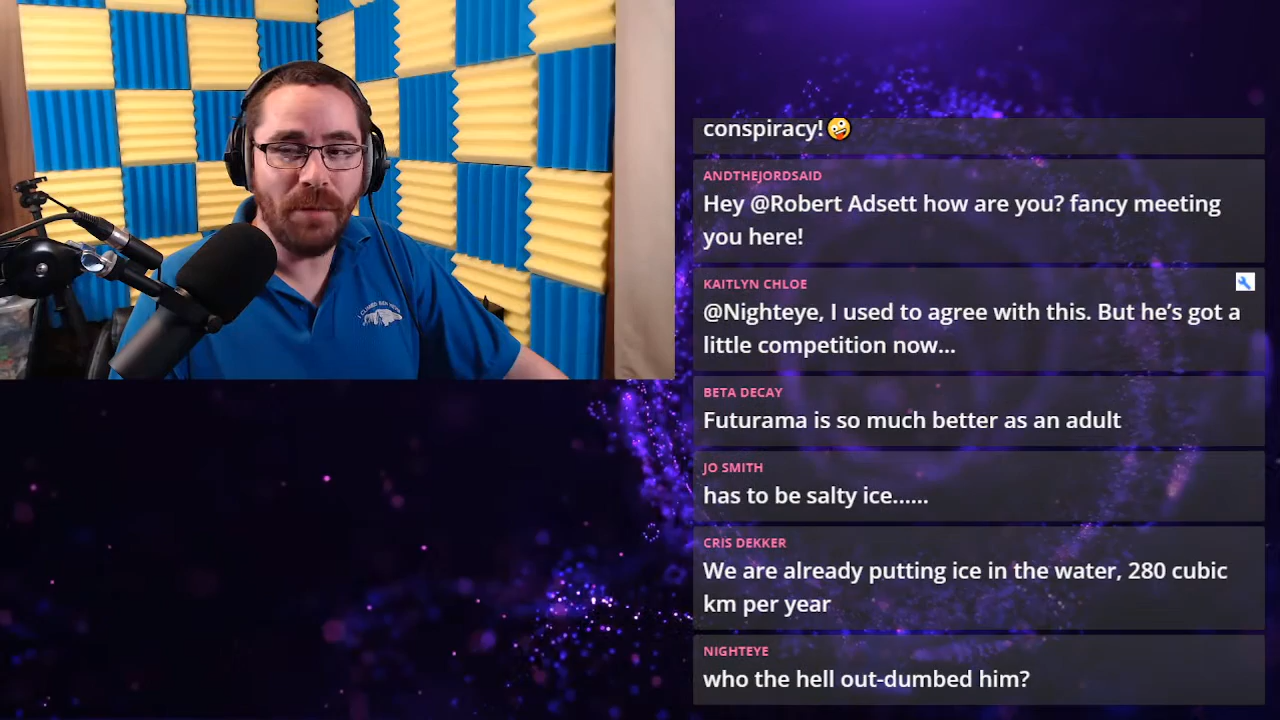 conspiracy!🤪
ANDTHEJORDSAID
Hey @Robert Adsett how are you? fancy meeting
you here!
KAITLYN CHLOE
@Nighteye, I used to agree with this. But he's got a
little competition now...
BETA DECAY
Futurama is so much better as an adult
JO SMITH
has to be salty ice......
CRIS DEKKER
We are already putting ice in the water, 280 cubic
km per year
NIGHTEYE
who the hell out-dumbed him?